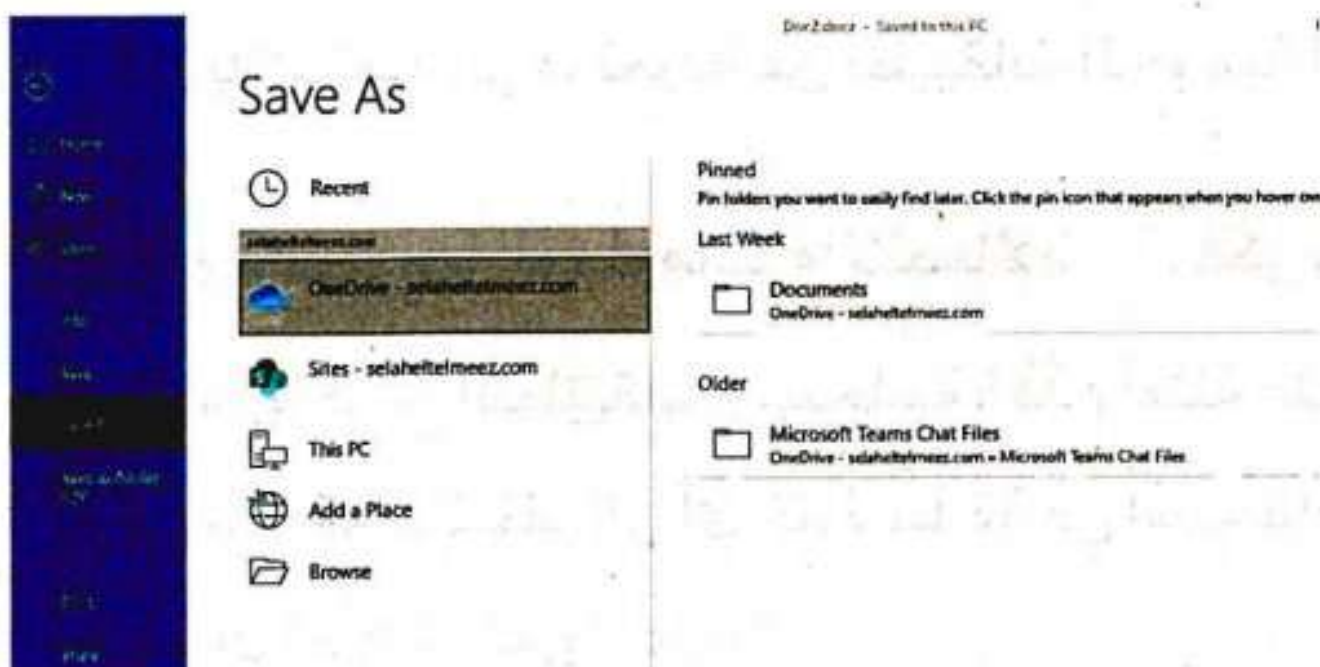 Doc2.docx - Saved to this PC
Save As
Home
New
Open
Info
Save
Save As
Print
Share
Recent
selaheltelmeez.com
OneDrive - selaheltelmeez.com
Sites - selaheltelmeez.com
This PC
Add a Place
Browse
Pinned
Pin folders you want to easily find later. Click the pin icon that appears when you hover
Last Week
Documents
OneDrive - selaheltelmeez.com
Older
Microsoft Teams Chat Files
OneDrive - selaheltelmeez.com » Microsoft Teams Chat Files